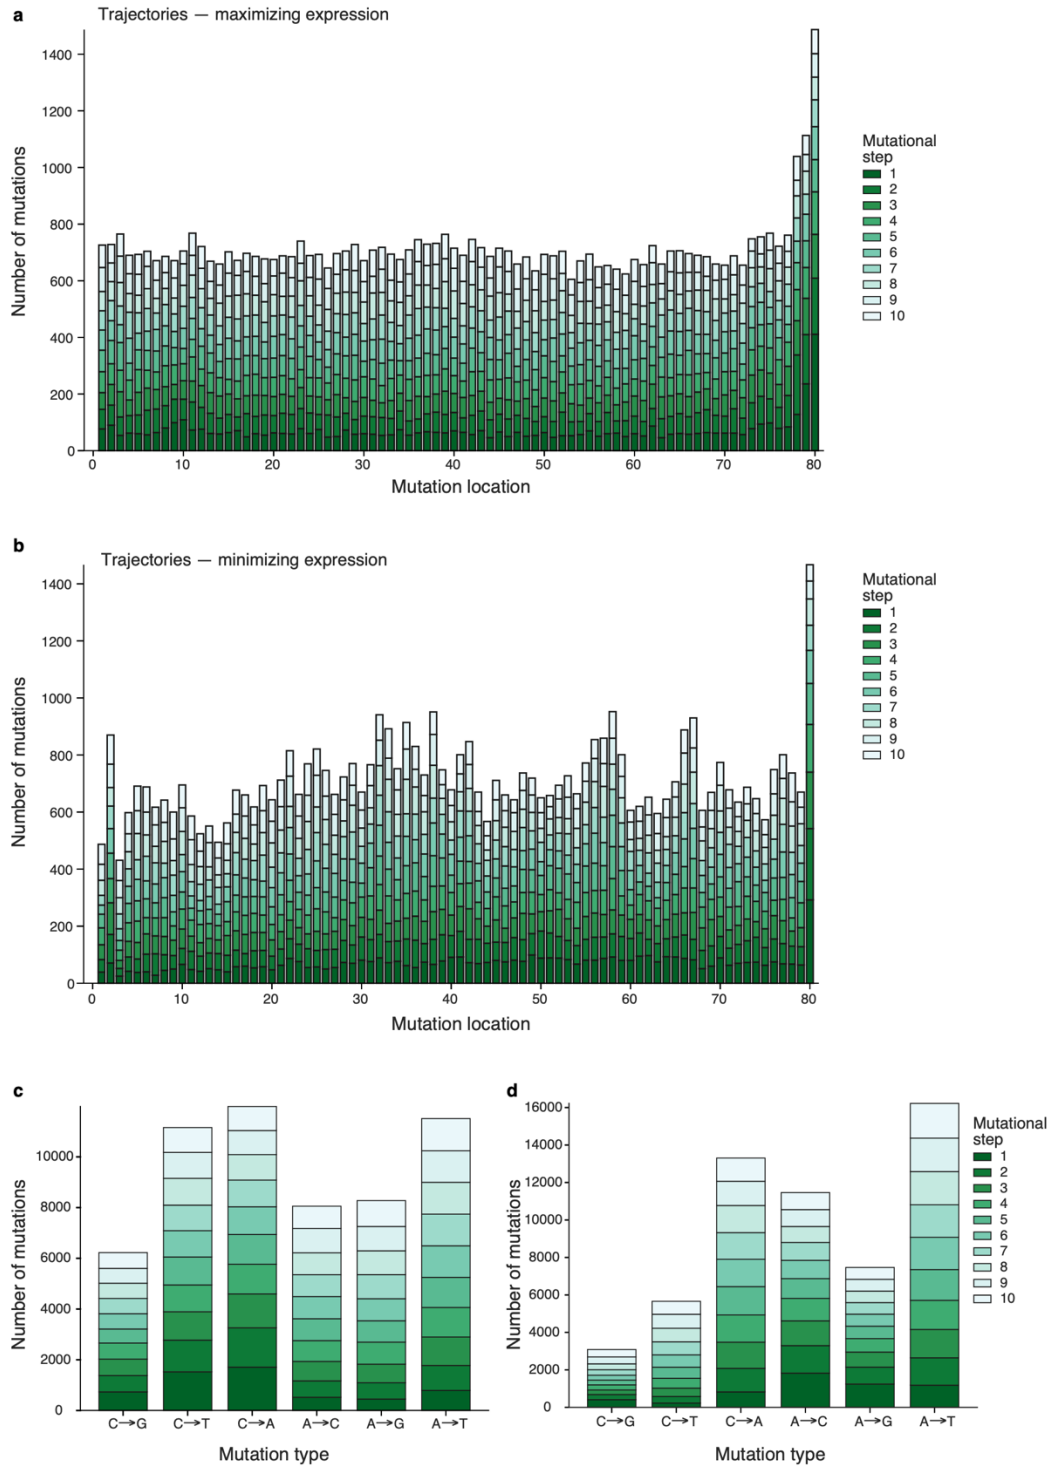 a
Trajectories — maximizing expression
1400
1200
1000
800
600
400
200
0
Number of mutations
0 10 20 30 40 50 60 70 80
Mutation location
Mutational
step
1
2
3
4
5
6
7
8
9
10
b
Trajectories — minimizing expression
1400
1200
1000
800
600
400
200
0
Number of mutations
0 10 20 30 40 50 60 70 80
Mutation location
Mutational
step
1
2
3
4
5
6
7
8
9
10
c
10000
8000
6000
4000
2000
0
Number of mutations
C→G C→T C→A A→C A→G A→T
Mutation type
d
16000
14000
12000
10000
8000
6000
4000
2000
0
Number of mutations
C→G C→T C→A A→C A→G A→T
Mutation type
Mutational
step
1
2
3
4
5
6
7
8
9
10